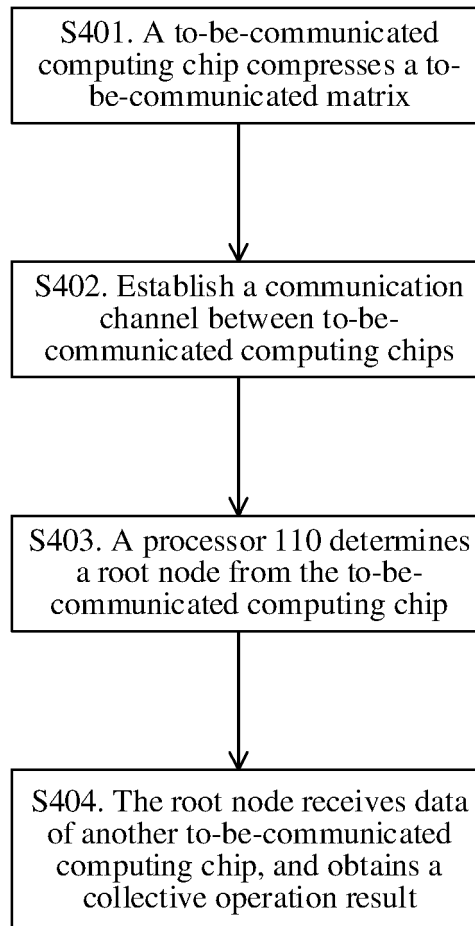 S401. A to-be-communicated
computing chip compresses a to-
be-communicated matrix
S402. Establish a communication
channel between to-be-
communicated computing chips
S403. A processor 110 determines
a root node from the to-be-
communicated computing chip
S404. The root node receives data
of another to-be-communicated
computing chip, and obtains a
collective operation result